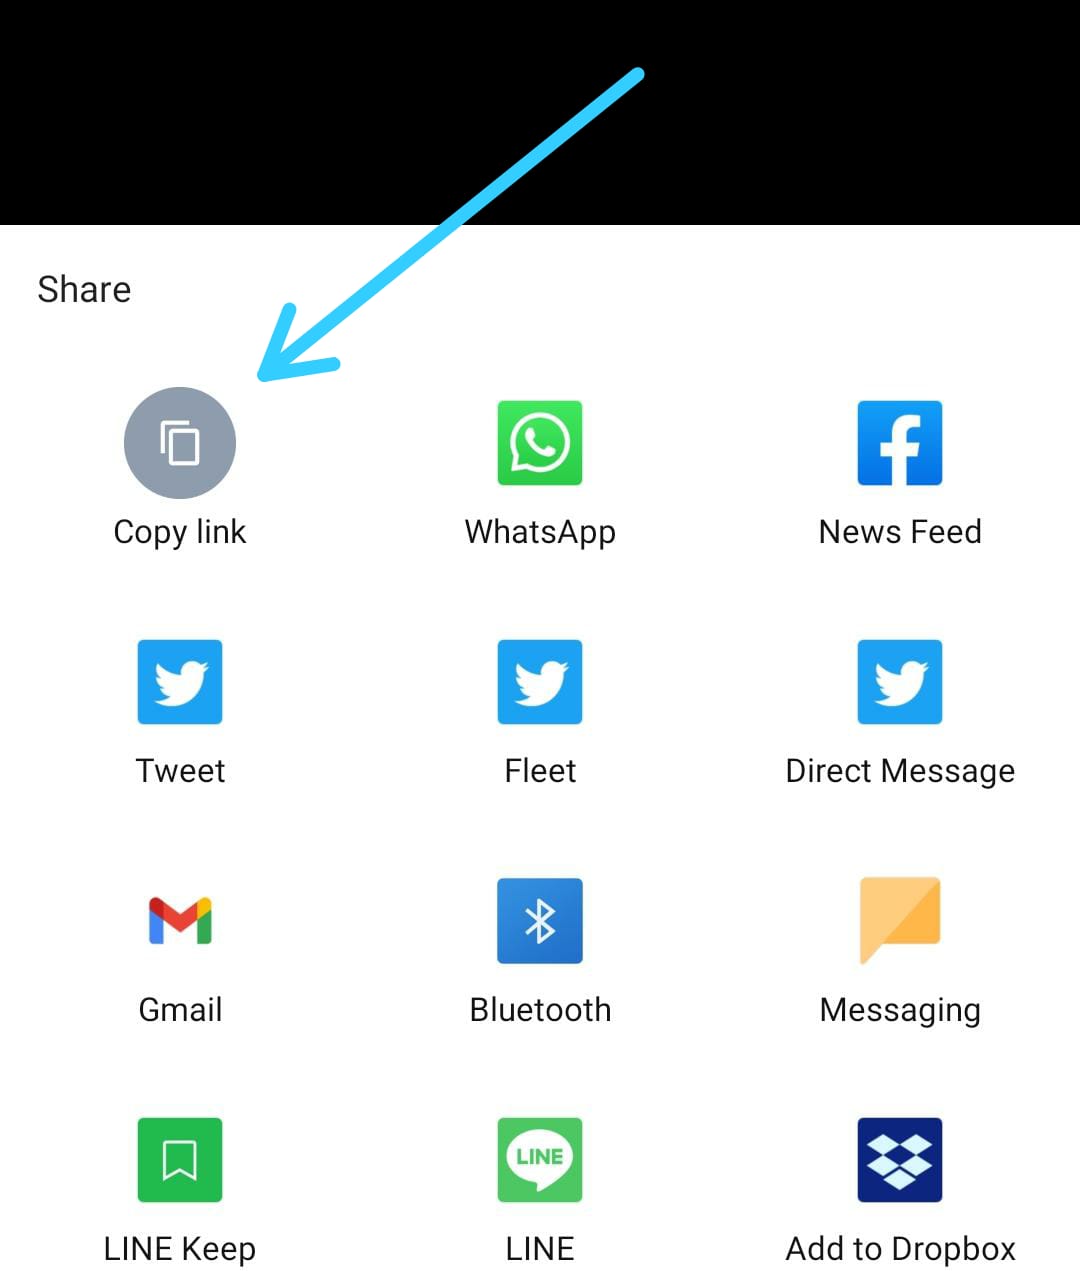 Share
Copy link
WhatsApp
News Feed
Tweet
Fleet
Direct Message
Gmail
Bluetooth
Messaging
LINE
LINE Keep
LINE
Add to Dropbox